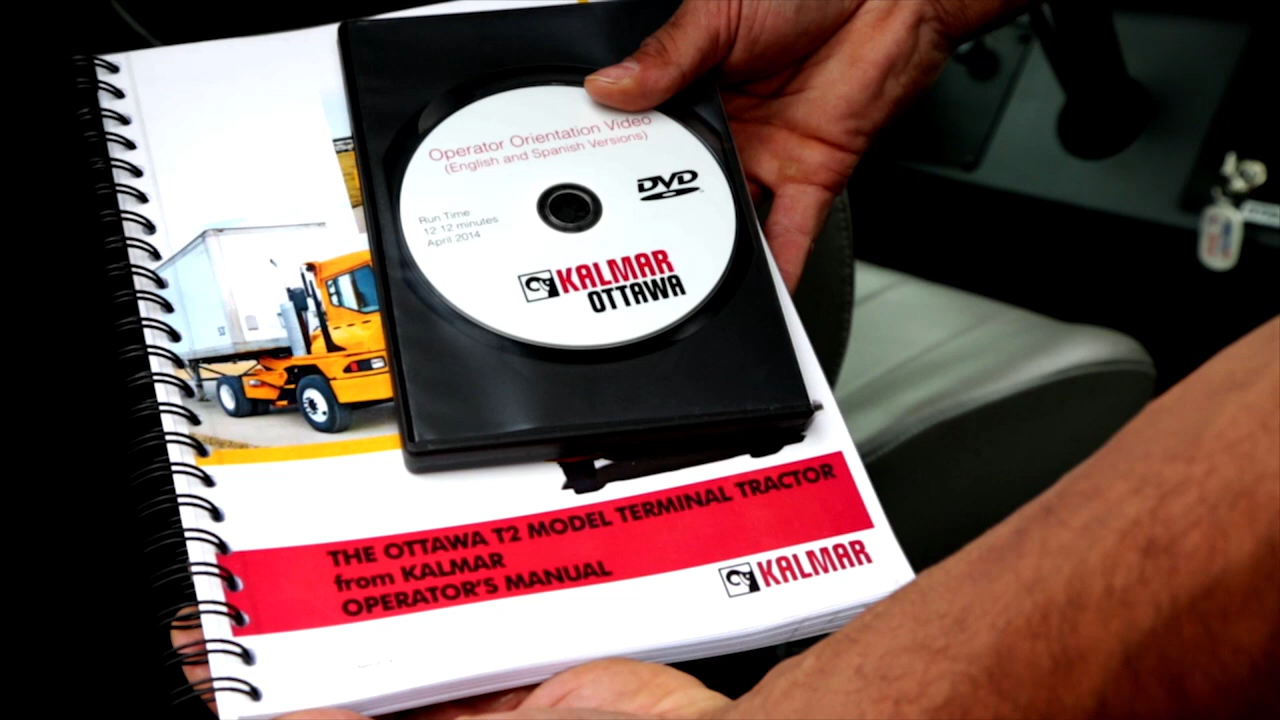 Operator Orientation Video
(English and Spanish Versions)
DVD
Run Time
12:12 minutes
April 2014
KALMAR
OTTAWA
THE OTTAWA T2 MODEL TERMINAL TRACTOR
from KALMAR
OPERATOR'S MANUAL
KALMAR